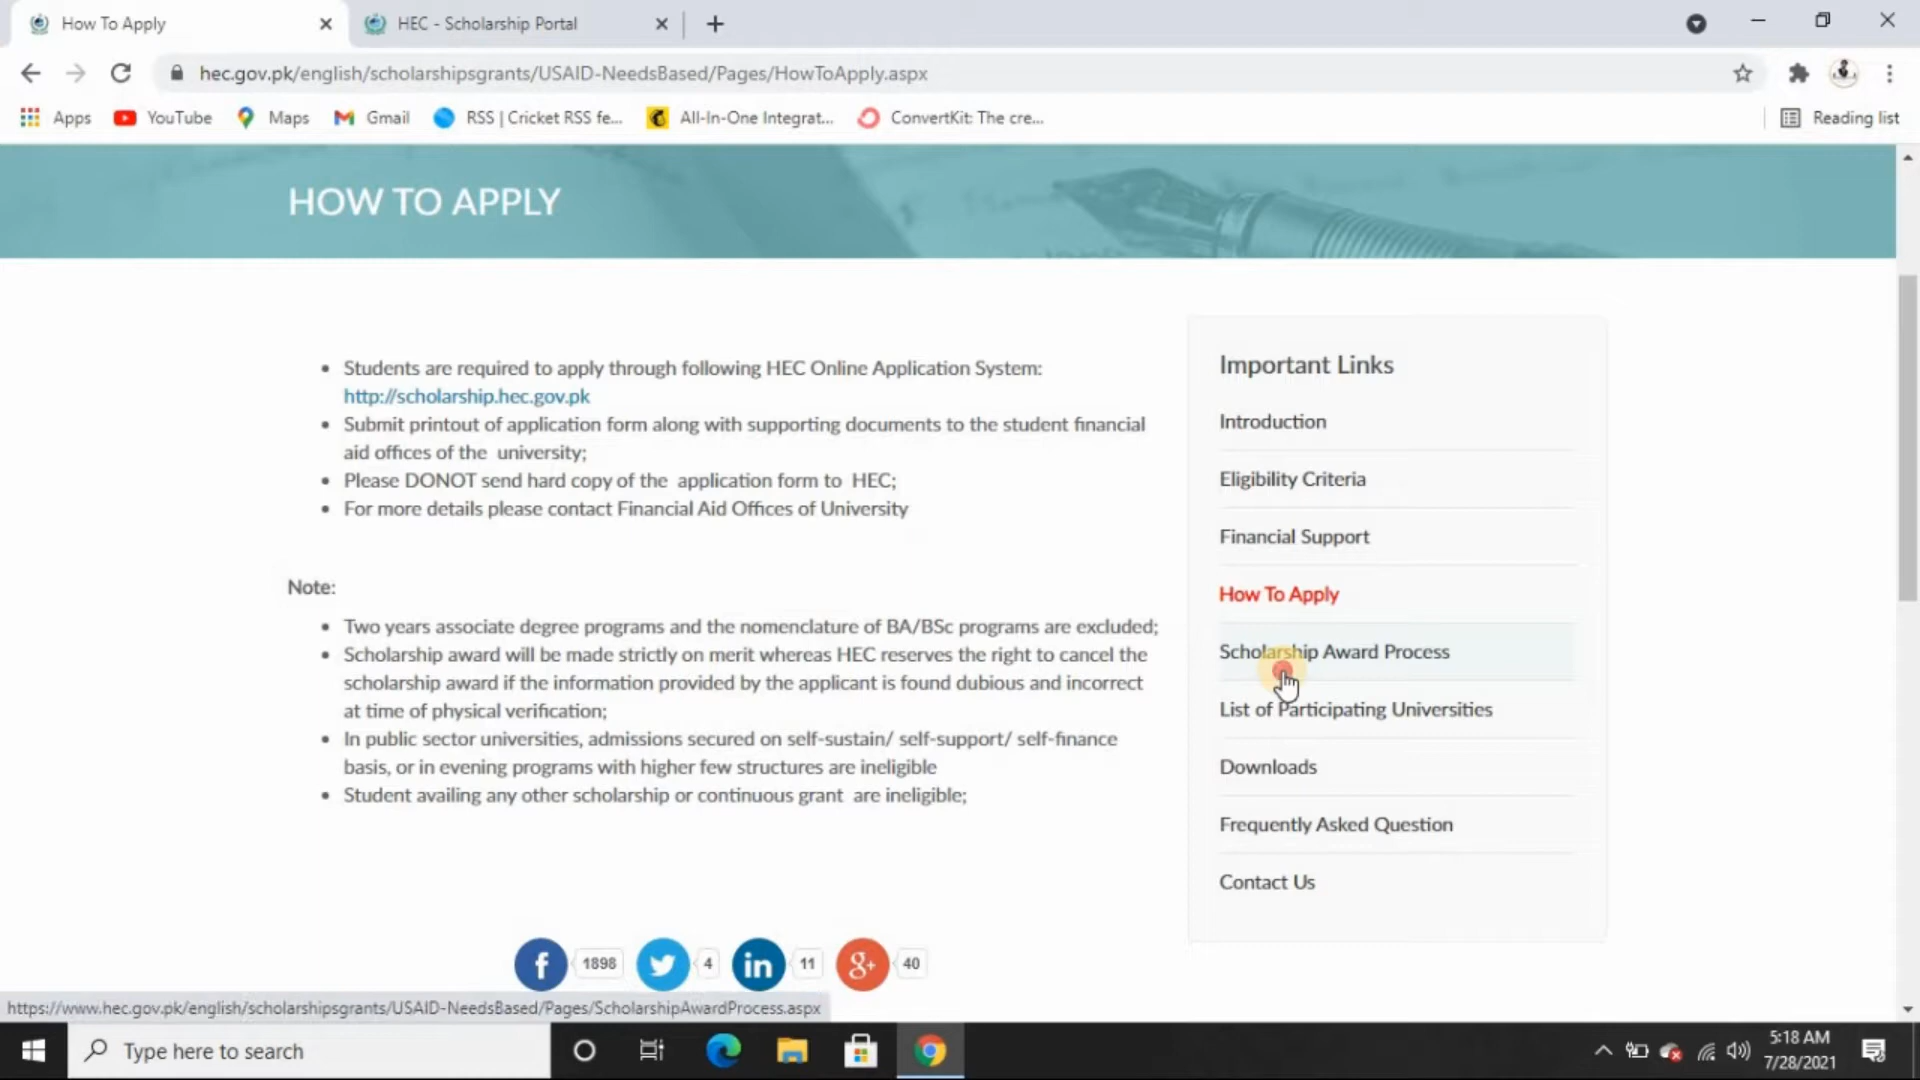 How To Apply
HEC - Scholarship Portal
hec.gov.pk/english/scholarshipsgrants/USAID-NeedsBased/Pages/HowToApply.aspx
Apps
YouTube
Maps
Gmail
RSS | Cricket RSS fe...
All-In-One Integrat...
ConvertKit: The cre...
Reading list
HOW TO APPLY
Students are required to apply through following HEC Online Application System:
http://scholarship.hec.gov.pk
Submit printout of application form along with supporting documents to the student financial
aid offices of the university;
Please DONOT send hard copy of the application form to HEC;
For more details please contact Financial Aid Offices of University
Note:
Two years associate degree programs and the nomenclature of BA/BSc programs are excluded;
Scholarship award will be made strictly on merit whereas HEC reserves the right to cancel the
scholarship award if the information provided by the applicant is found dubious and incorrect
at time of physical verification;
In public sector universities, admissions secured on self-sustain/ self-support/ self-finance
basis, or in evening programs with higher few structures are ineligible
Student availing any other scholarship or continuous grant are ineligible;
Important Links
Introduction
Eligibility Criteria
Financial Support
How To Apply
Scholarship Award Process
List of Participating Universities
Downloads
Frequently Asked Question
Contact Us
f 1898
4
in 11
g+ 40
https://www.hec.gov.pk/english/scholarshipsgrants/USAID-NeedsBased/Pages/ScholarshipAwardProcess.aspx
Type here to search
5:18 AM
7/28/2021